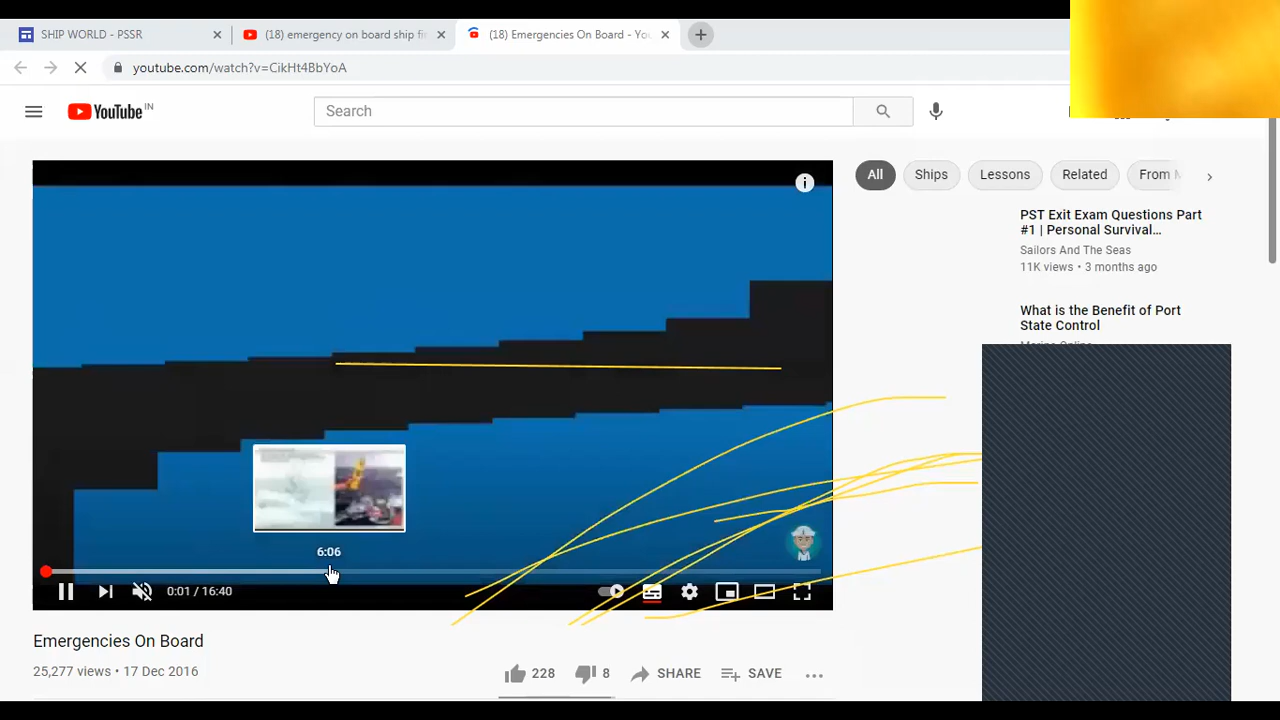 SHIP WORLD - PSSR
(18) emergency on board ship fi
(18) Emergencies On Board - Yo
youtube.com/watch?v=CikHt4BbYoA
YouTube IN
Search
All
Ships
Lessons
Related
From
PST Exit Exam Questions Part
#1 | Personal Survival...
Sailors And The Seas
11K views • 3 months ago
What is the Benefit of Port
State Control
6:06
0:01 / 16:40
Emergencies On Board
25,277 views • 17 Dec 2016
228
8
SHARE
SAVE